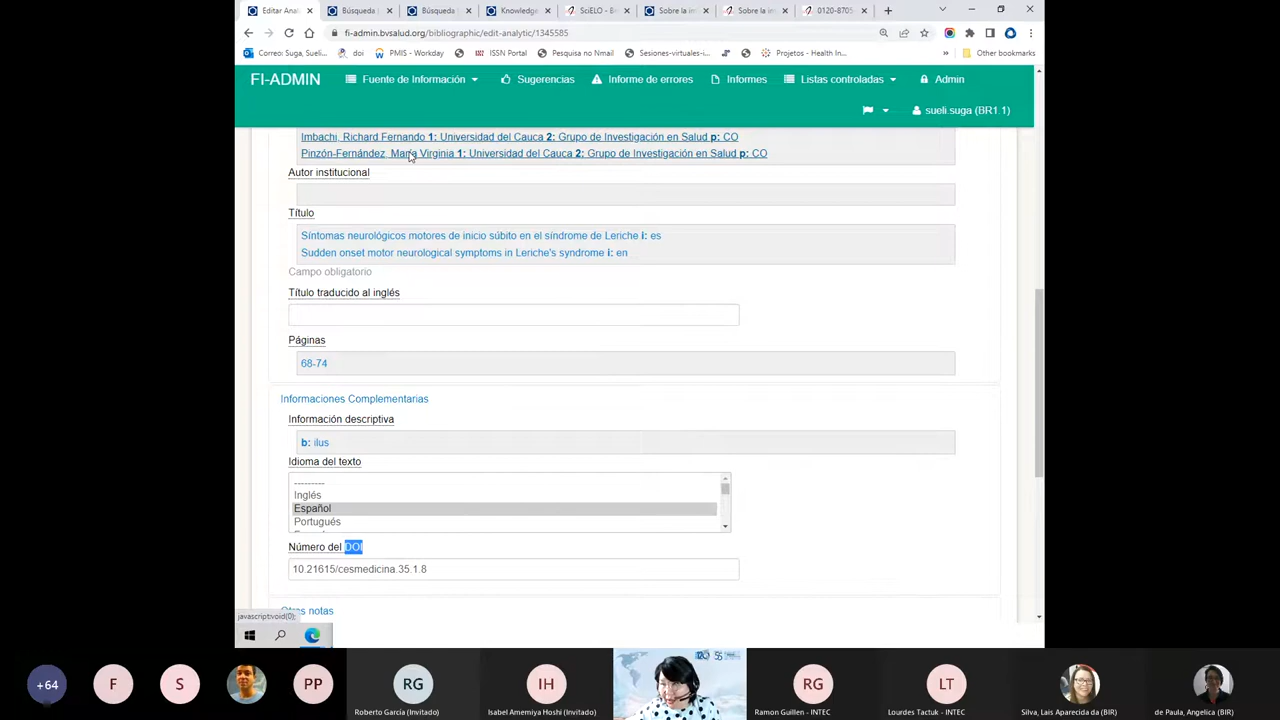 Editar Anal
Búsqueda b
Búsqueda (
Knowledge
SciELO - Bi
Sobre la im
Sobre la im
0120-8705-
fi-admin.bvsalud.org/bibliographic/edit-analytic/1345585
Correo: Suga, Sueli...
doi
PMIS - Workday
ISSN Portal
Pesquisa no Nmail
Sesiones-virtuales-i...
Projetos - Health In...
»
Other bookmarks
FI-ADMIN
Fuente de Información
Sugerencias
Informe de errores
Informes
Listas controladas
Admin
sueli.suga (BR1.1)
Imbachi, Richard Fernando 1: Universidad del Cauca 2: Grupo de Investigación en Salud p: CO
Pinzón-Fernández, María Virginia 1: Universidad del Cauca 2: Grupo de Investigación en Salud p: CO
Autor institucional
Título
Síntomas neurológicos motores de inicio súbito en el síndrome de Leriche i: es
Sudden onset motor neurological symptoms in Leriche's syndrome i: en
Campo obligatorio
Título traducido al inglés
Páginas
68-74
Informaciones Complementarias
Información descriptiva
b: ilus
Idioma del texto
---------
Inglés
Español
Portugués
Número del DOI
10.21615/cesmedicina.35.1.8
javascript:void(0);
Otras notas
+64
F
S
PP
RG
IH
120
RG
LT
Roberto García (Invitado)
Isabel Amemiya Hoshi (Invitado)
Ramon Guillen - INTEC
Lourdes Tactuk - INTEC
Silva, Lais Aparecida da (BIR)
de Paula, Angelica (BIR)